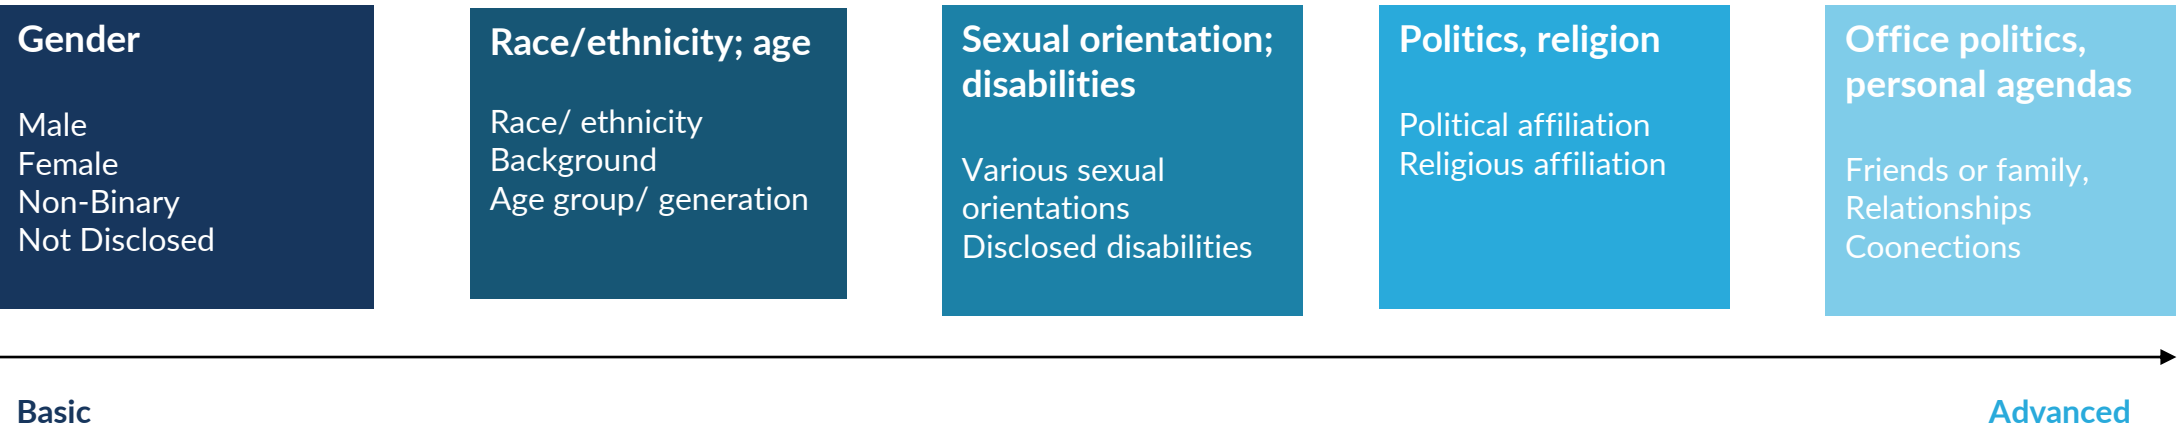 Gender
Male
Female
Non-Binary
Not Disclosed
Race/ethnicity; age
Race/ ethnicity
Background
Age group/ generation
Sexual orientation;
disabilities
Various sexual
orientations
Disclosed disabilities
Politics, religion
Political affiliation
Religious affiliation
Office politics,
personal agendas
Friends or family,
Relationships
Coonections
Basic
Advanced